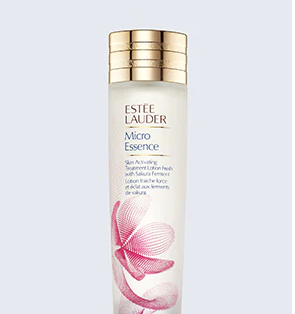 ESTĒE
LAUDER
Micro
Essence
Skin Activating
Treatment Lotion Fresh
with Sakura Ferment
Lotion fraîche force
et éclat aux ferments
de sakura